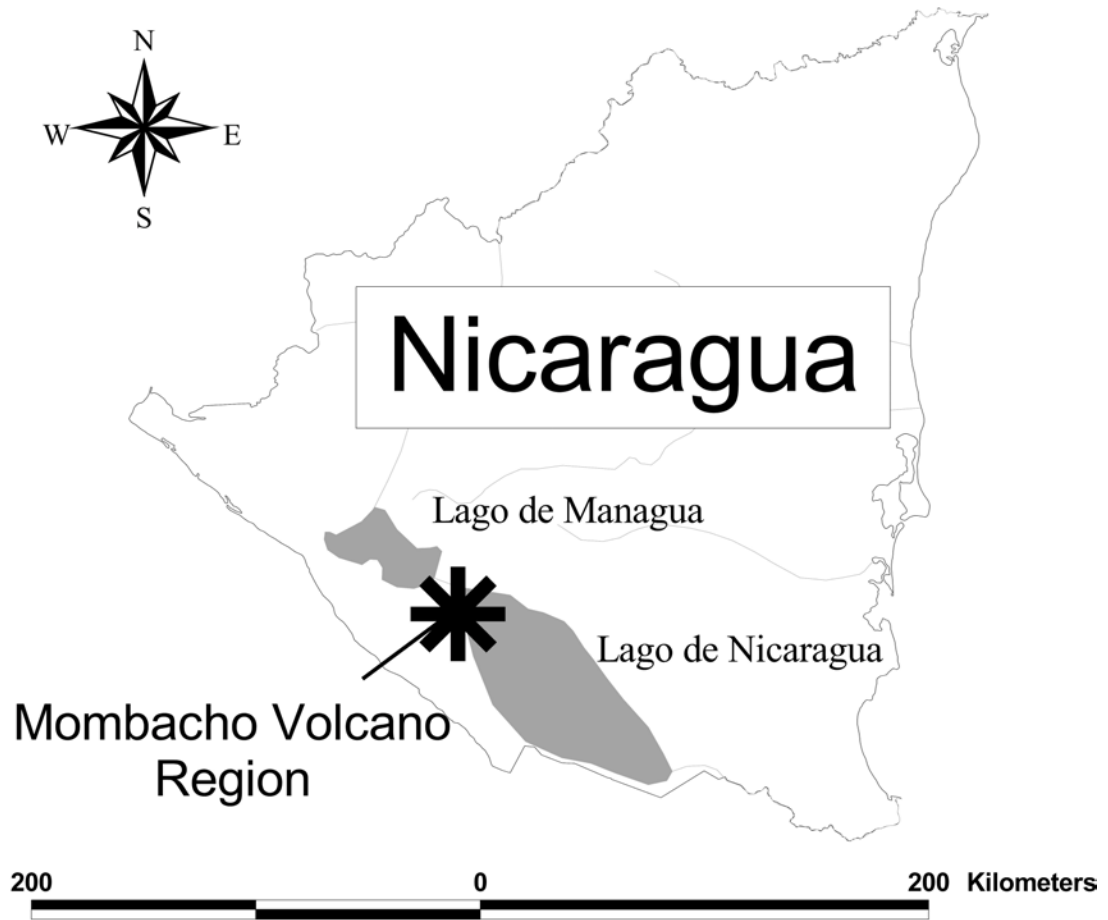 N
W E
S
Nicaragua
Lago de Managua
Lago de Nicaragua
Mombacho Volcano
Region
200 0 200 Kilometers